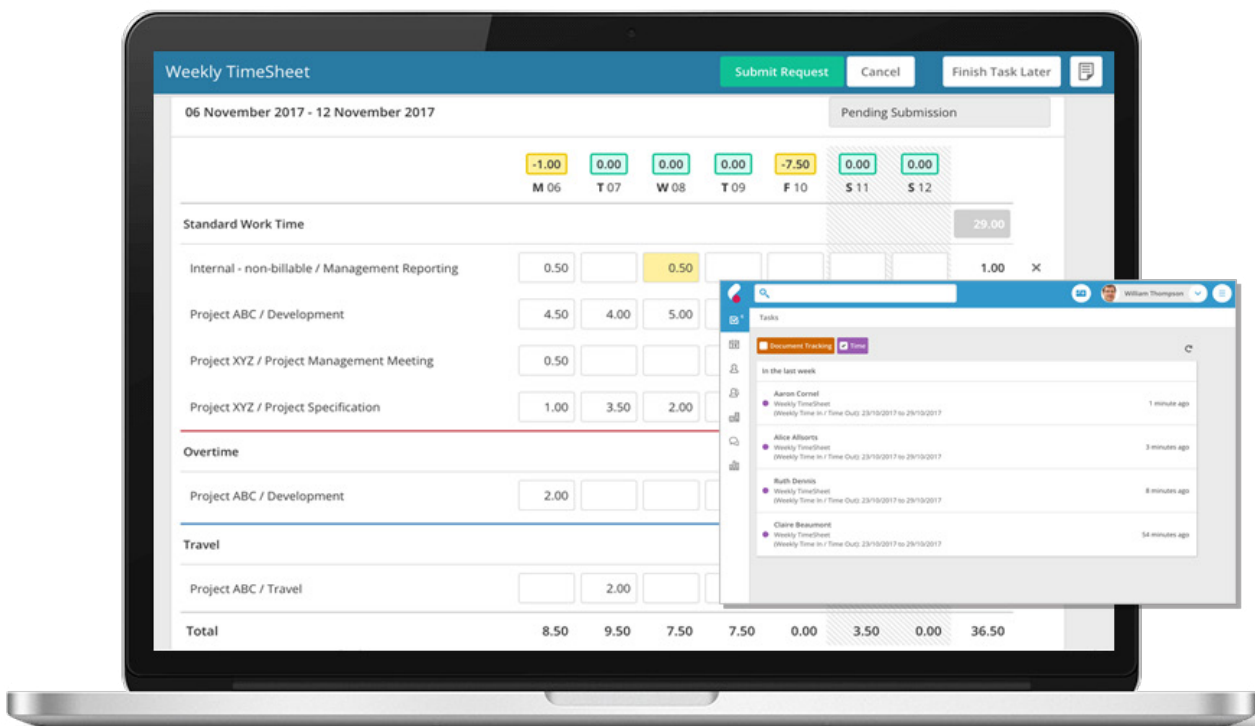 Weekly TimeSheet Submit Request Cancel Finish Task Later
06 November 2017 - 12 November 2017 Pending Submission
-1.00 0.00 0.00 0.00 -7.50 0.00 0.00
M 06 T 07 W 08 T 09 F 10 S 11 S 12
Standard Work Time 29.00
Internal - non-billable / Management Reporting 0.50 0.50 1.00 ×
Project ABC / Development 4.50 4.00 5.00
Project XYZ / Project Management Meeting 0.50
Project XYZ / Project Specification 1.00 3.50 2.00
Overtime
Project ABC / Development 2.00
Travel
Project ABC / Travel 2.00
Total 8.50 9.50 7.50 7.50 0.00 3.50 0.00 36.50
William Thompson
Tasks
Document Tracking Time
In the last week
Aaron Cornel
Weekly TimeSheet 1 minute ago
(Weekly Time In / Time Out): 23/10/2017 to 29/10/2017
Alice Allsorts
Weekly TimeSheet 3 minutes ago
(Weekly Time In / Time Out): 23/10/2017 to 29/10/2017
Ruth Dennis
Weekly TimeSheet 8 minutes ago
(Weekly Time In / Time Out): 23/10/2017 to 29/10/2017
Claire Beaumont
Weekly TimeSheet 54 minutes ago
(Weekly Time In / Time Out): 23/10/2017 to 29/10/2017